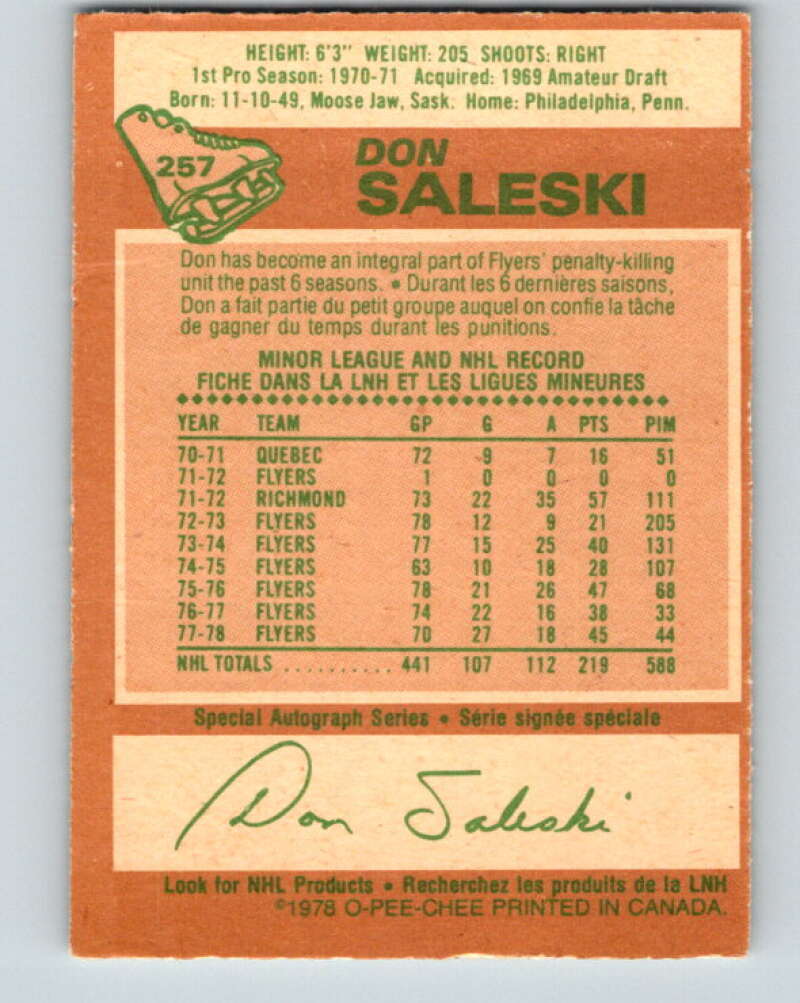 HEIGHT: 6'3" WEIGHT: 205 SHOOTS: RIGHT
1st Pro Season: 1970-71 Acquired: 1969 Amateur Draft
Born: 11-10-49, Moose Jaw, Sask. Home: Philadelphia, Penn.
257
DON
SALESKI
Don has become an integral part of Flyers' penalty-killing
unit the past 6 seasons. • Durant les 6 dernières saisons,
Don a fait partie du petit groupe auquel on confie la tâche
de gagner du temps durant les punitions.
MINOR LEAGUE AND NHL RECORD
FICHE DANS LA LNH ET LES LIGUES MINEURES
YEAR TEAM GP G A PTS PIM
70-71 QUEBEC 72 9 7 16 51
71-72 FLYERS 1 0 0 0 0
71-72 RICHMOND 73 22 35 57 111
72-73 FLYERS 78 12 9 21 205
73-74 FLYERS 77 15 25 40 131
74-75 FLYERS 63 10 18 28 107
75-76 FLYERS 78 21 26 47 68
76-77 FLYERS 74 22 16 38 33
77-78 FLYERS 70 27 18 45 44
NHL TOTALS .......... 441 107 112 219 588
Special Autograph Series • Série signée spéciale
Don Saleski
Look for NHL Products • Recherchez les produits de la LNH
©1978 O-PEE-CHEE PRINTED IN CANADA.